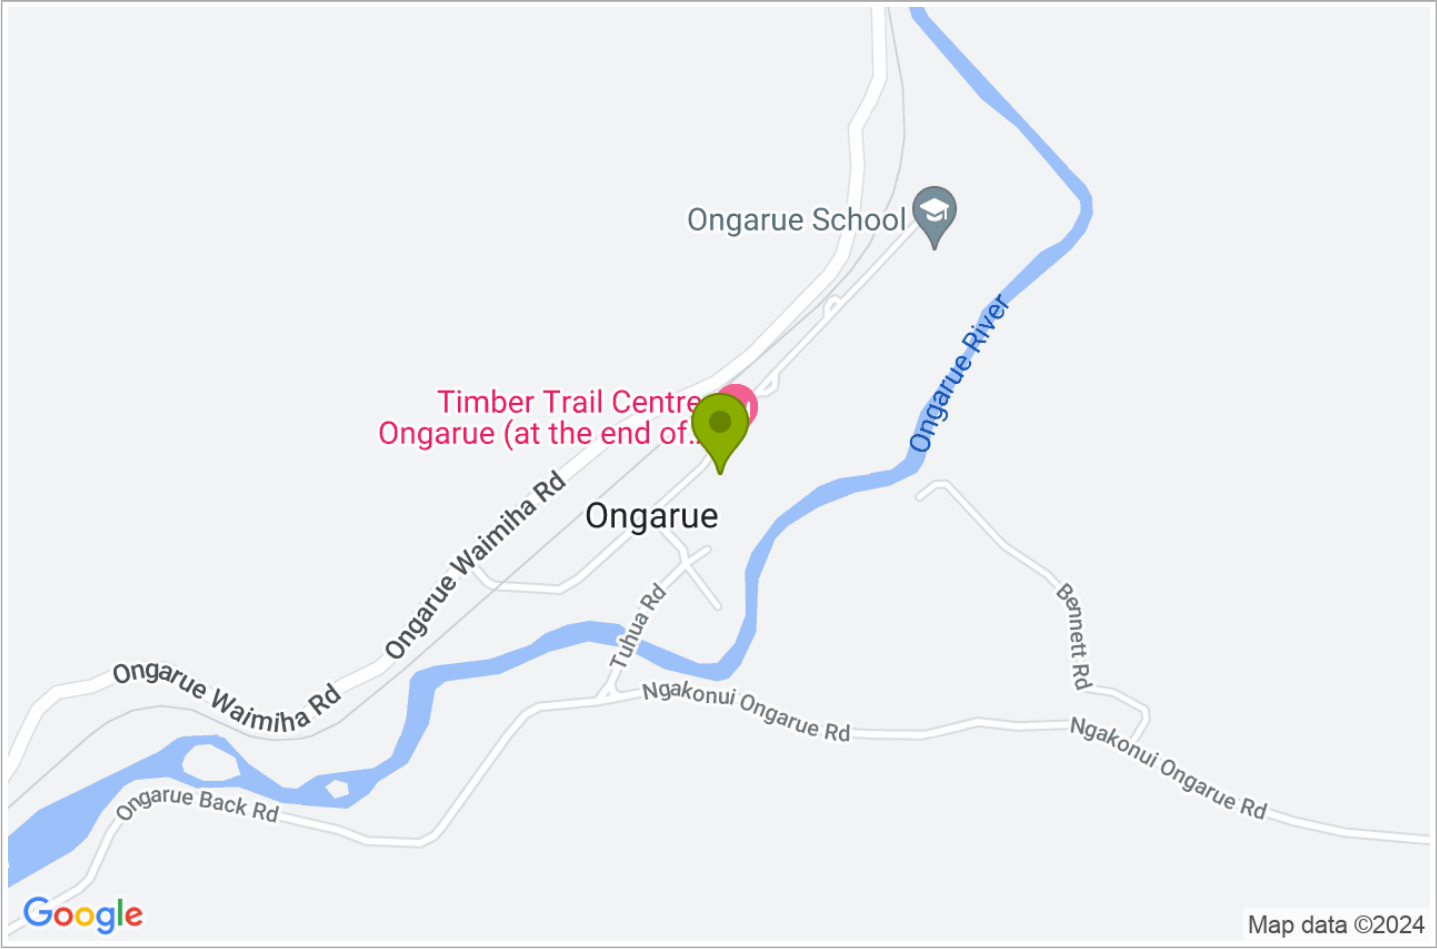 Ongarue School
Ongarue River
Timber Trail Centre
Ongarue (at the end of...
Ongarue Waimiha Rd
Ongarue
Tuhua Rd
Bennett Rd
Ongarue Waimiha Rd
Ngakonui Ongarue Rd
Ngakonui Ongarue Rd
Ongarue Back Rd
Google
Map data ©2024